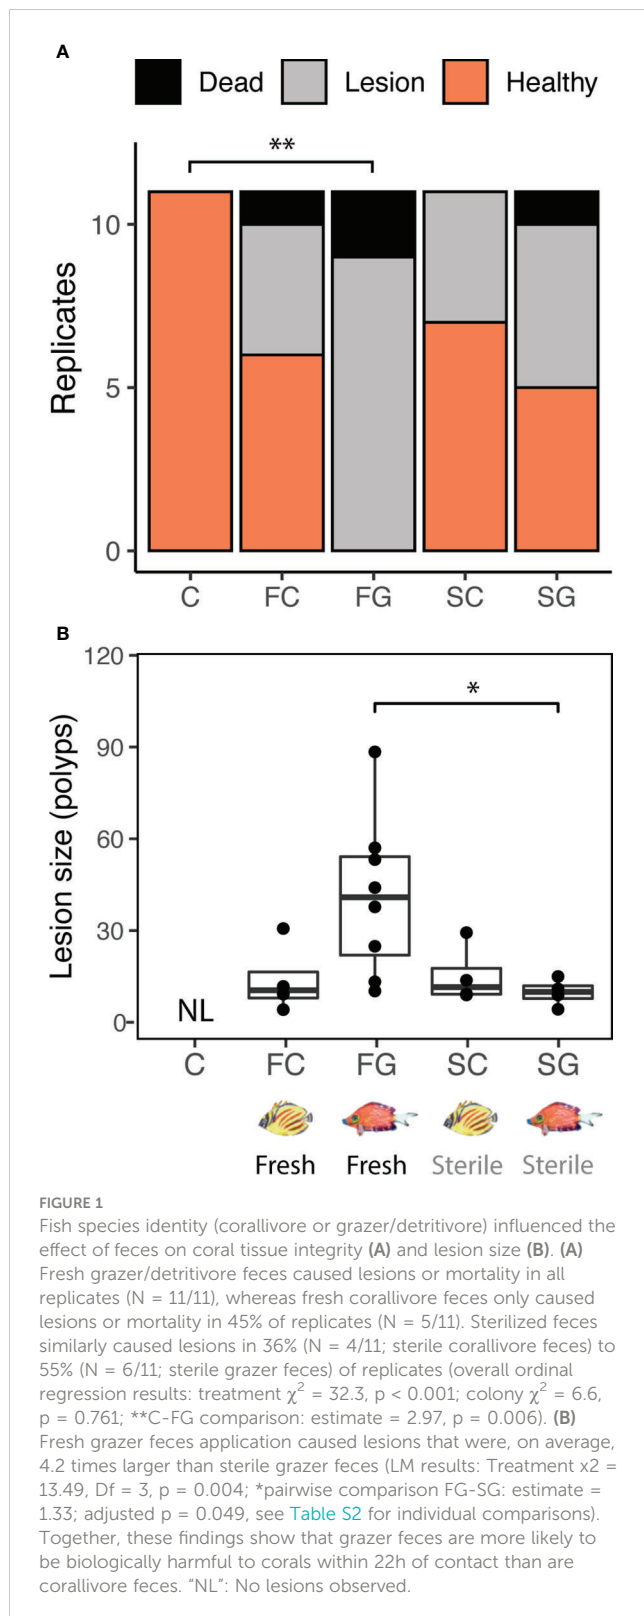 A
Dead Lesion Healthy
**
10
5
0
Replicates
C FC FG SC SG
B
120
90
60
30
0
Lesion size (polyps)
*
NL
C FC FG SC SG
Fresh Fresh Sterile Sterile
FIGURE 1
Fish species identity (corallivore or grazer/detritivore) influenced the
effect of feces on coral tissue integrity (A) and lesion size (B). (A)
Fresh grazer/detritivore feces caused lesions or mortality in all
replicates (N = 11/11), whereas fresh corallivore feces only caused
lesions or mortality in 45% of replicates (N = 5/11). Sterilized feces
similarly caused lesions in 36% (N = 4/11; sterile corallivore feces) to
55% (N = 6/11; sterile grazer feces) of replicates (overall ordinal
regression results: treatment χ² = 32.3, p < 0.001; colony χ² = 6.6,
p = 0.761; **C-FG comparison: estimate = 2.97, p = 0.006). (B)
Fresh grazer feces application caused lesions that were, on average,
4.2 times larger than sterile grazer feces (LM results: Treatment x2 =
13.49, Df = 3, p = 0.004; *pairwise comparison FG-SG: estimate =
1.33; adjusted p = 0.049, see Table S2 for individual comparisons).
Together, these findings show that grazer feces are more likely to
be biologically harmful to corals within 22h of contact than are
corallivore feces. “NL”: No lesions observed.